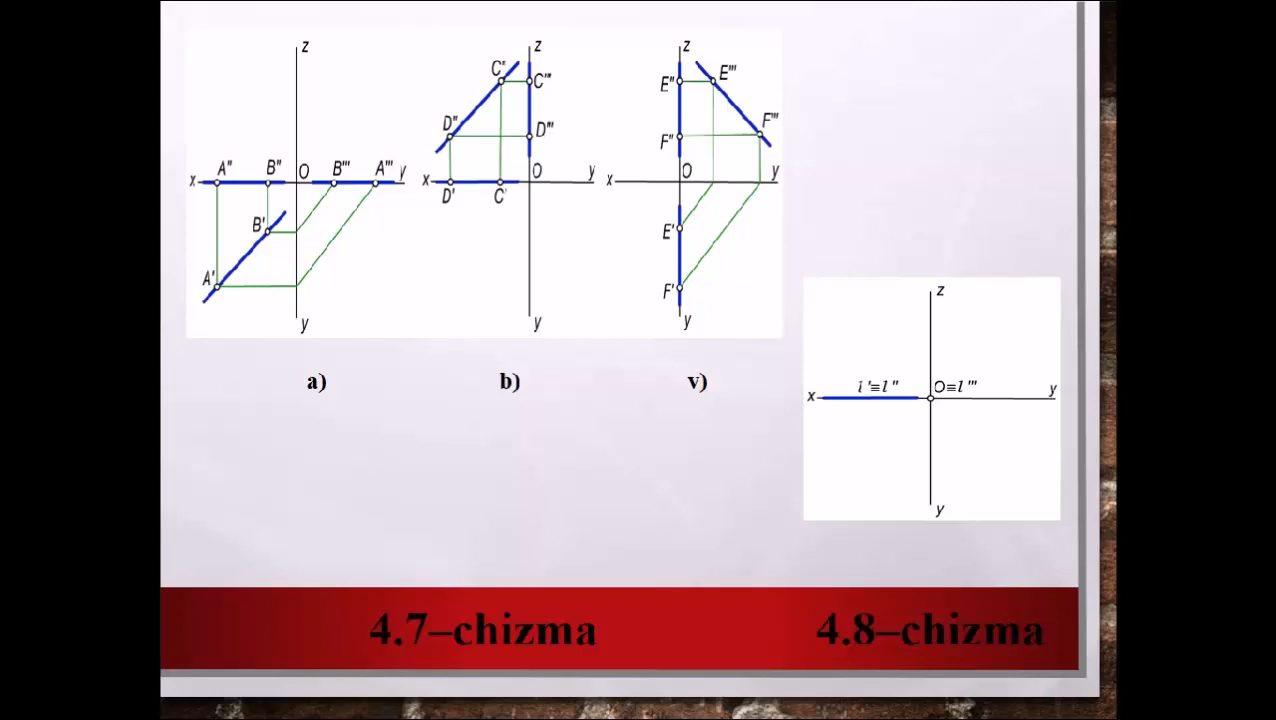 z
A" B" O B''' A''' y
x
B'
A'
y
z
C" C'''
D" D'''
x D' C' O y
y
z
E" E'''
F" F'''
x O y
E'
F'
y
a) b) v)
z
x l'≡l" O≡l''' y
y
4.7–chizma 4.8–chizma